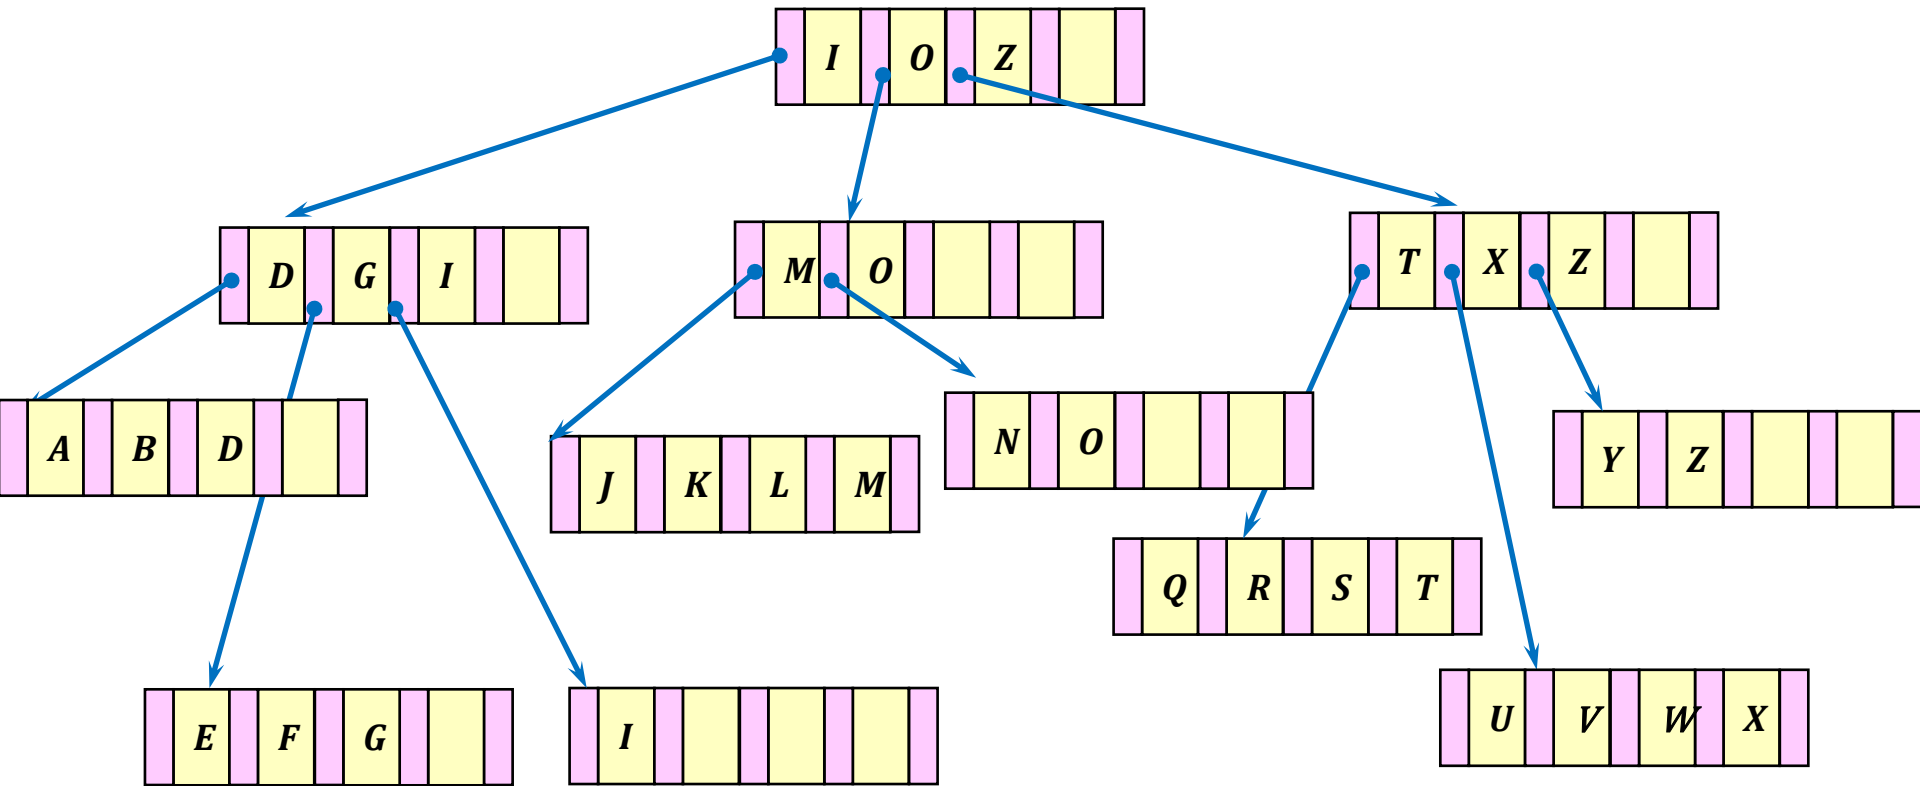 I O Z
D G I
M O
T X Z
A B D
J K L M
N O
Y Z
Q R S T
E F G
I
U V W X